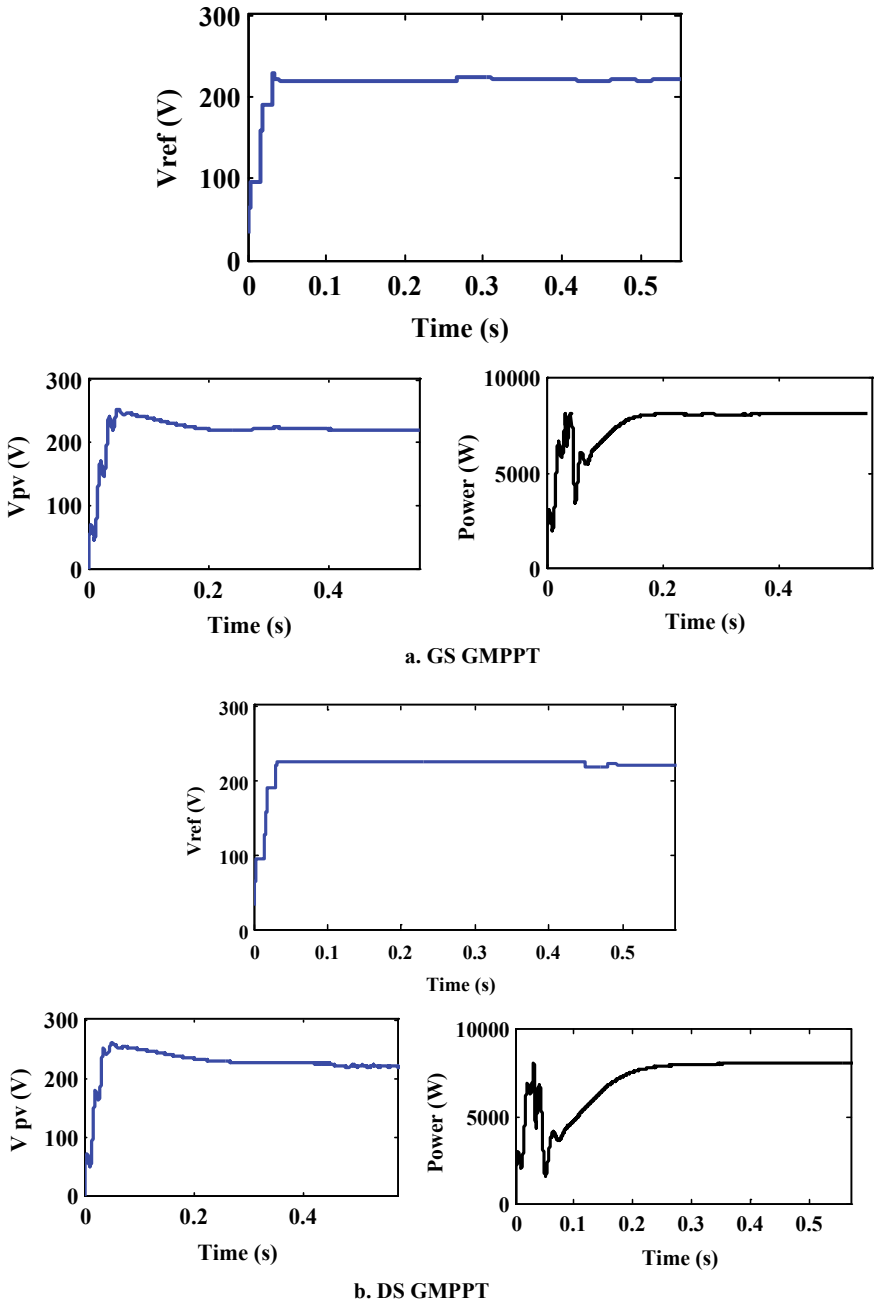 300
200
100
0
Vref (V)
0 0.1 0.2 0.3 0.4 0.5
Time (s)
300
200
100
0
Vpv (V)
0 0.2 0.4
Time (s)
10000
5000
0
Power (W)
0 0.2 0.4
Time (s)
a. GS GMPPT
300
200
100
0
Vref (V)
0 0.1 0.2 0.3 0.4 0.5
Time (s)
300
200
100
0
V pv (V)
0 0.2 0.4
Time (s)
10000
5000
0
Power (W)
0 0.1 0.2 0.3 0.4 0.5
Time (s)
b. DS GMPPT